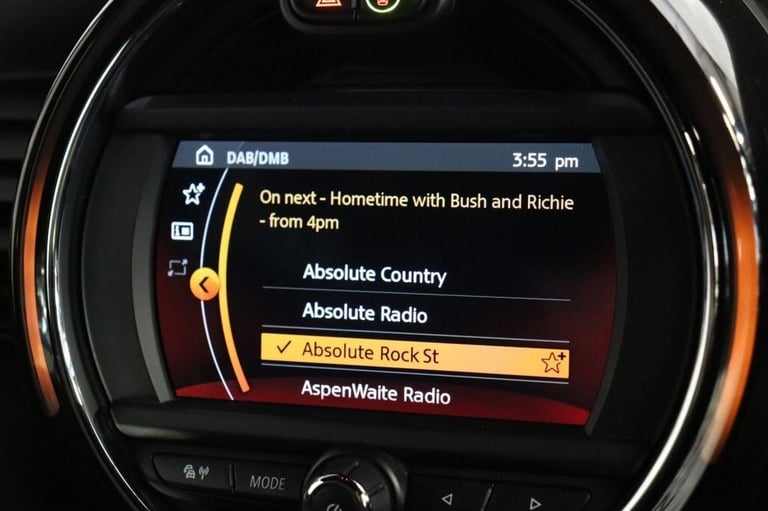 DAB/DMB
3:55 pm
On next - Hometime with Bush and Richie
- from 4pm
Absolute Country
Absolute Radio
Absolute Rock St
AspenWaite Radio
MODE